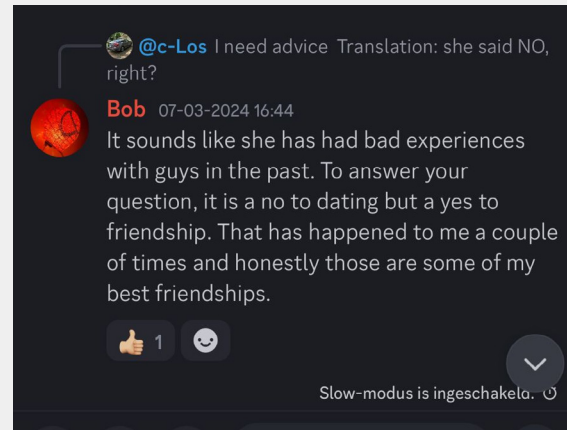 @c-Los I need advice Translation: she said NO,
right?
Bob 07-03-2024 16:44
It sounds like she has had bad experiences
with guys in the past. To answer your
question, it is a no to dating but a yes to
friendship. That has happened to me a couple
of times and honestly those are some of my
best friendships.
1
Slow-modus is ingeschakeld.